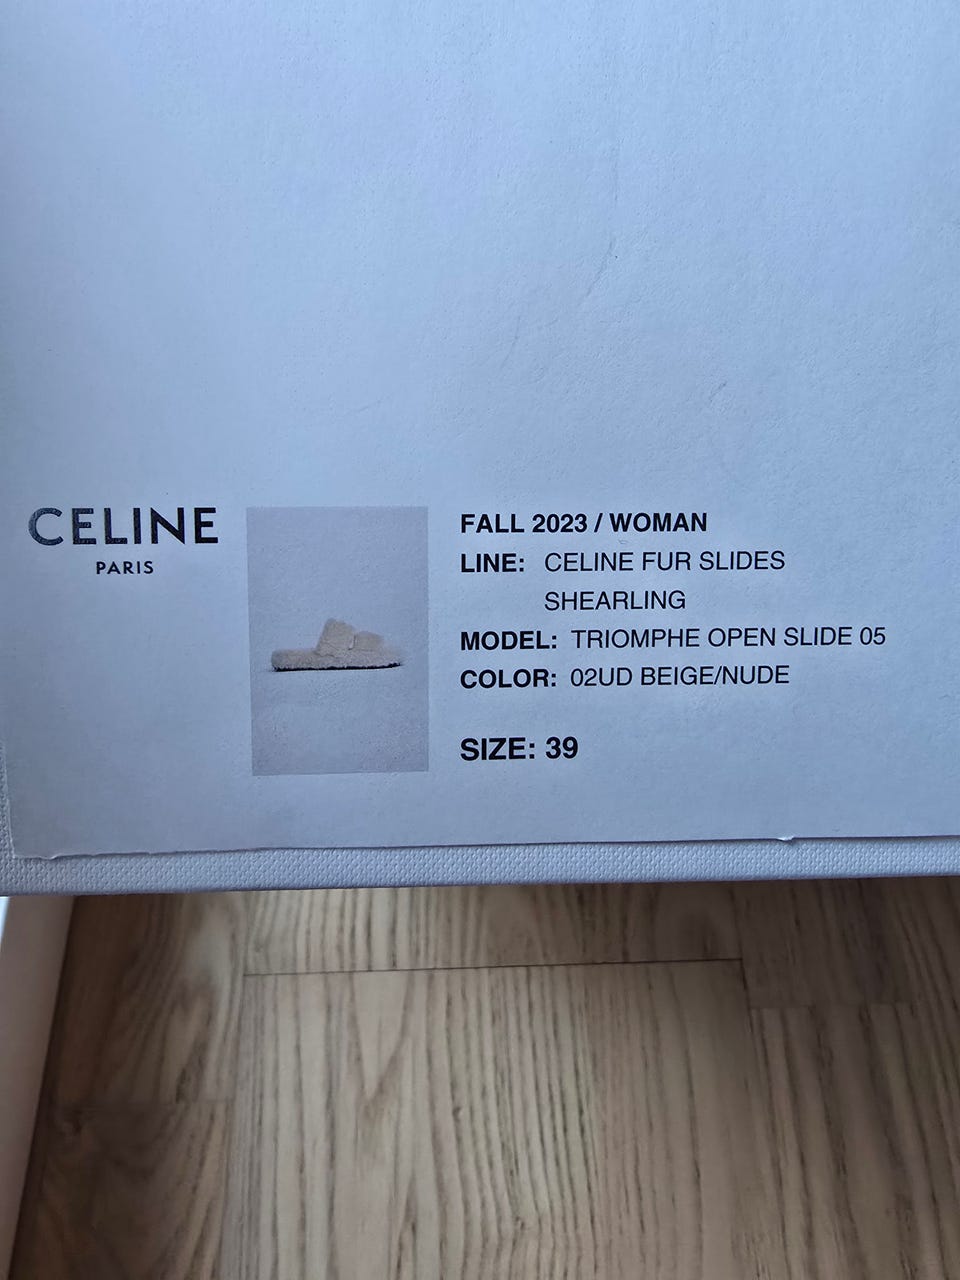 CELINE
PARIS
FALL 2023 / WOMAN
LINE: CELINE FUR SLIDES
SHEARLING
MODEL: TRIOMPHE OPEN SLIDE 05
COLOR: 02UD BEIGE/NUDE
SIZE: 39